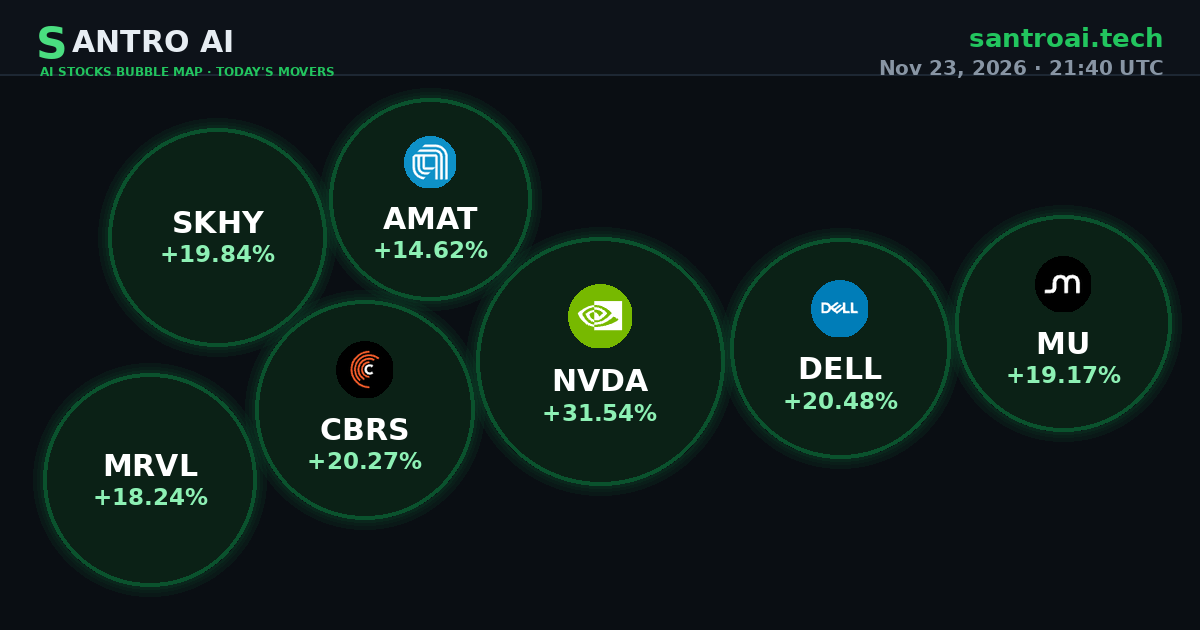 SANTRO AI
AI STOCKS BUBBLE MAP · TODAY'S MOVERS
santroai.tech
Nov 23, 2026 · 21:40 UTC
SKHY
+19.84%
AMAT
+14.62%
NVDA
+31.54%
DELL
DELL
+20.48%
MU
+19.17%
C
CBRS
+20.27%
MRVL
+18.24%